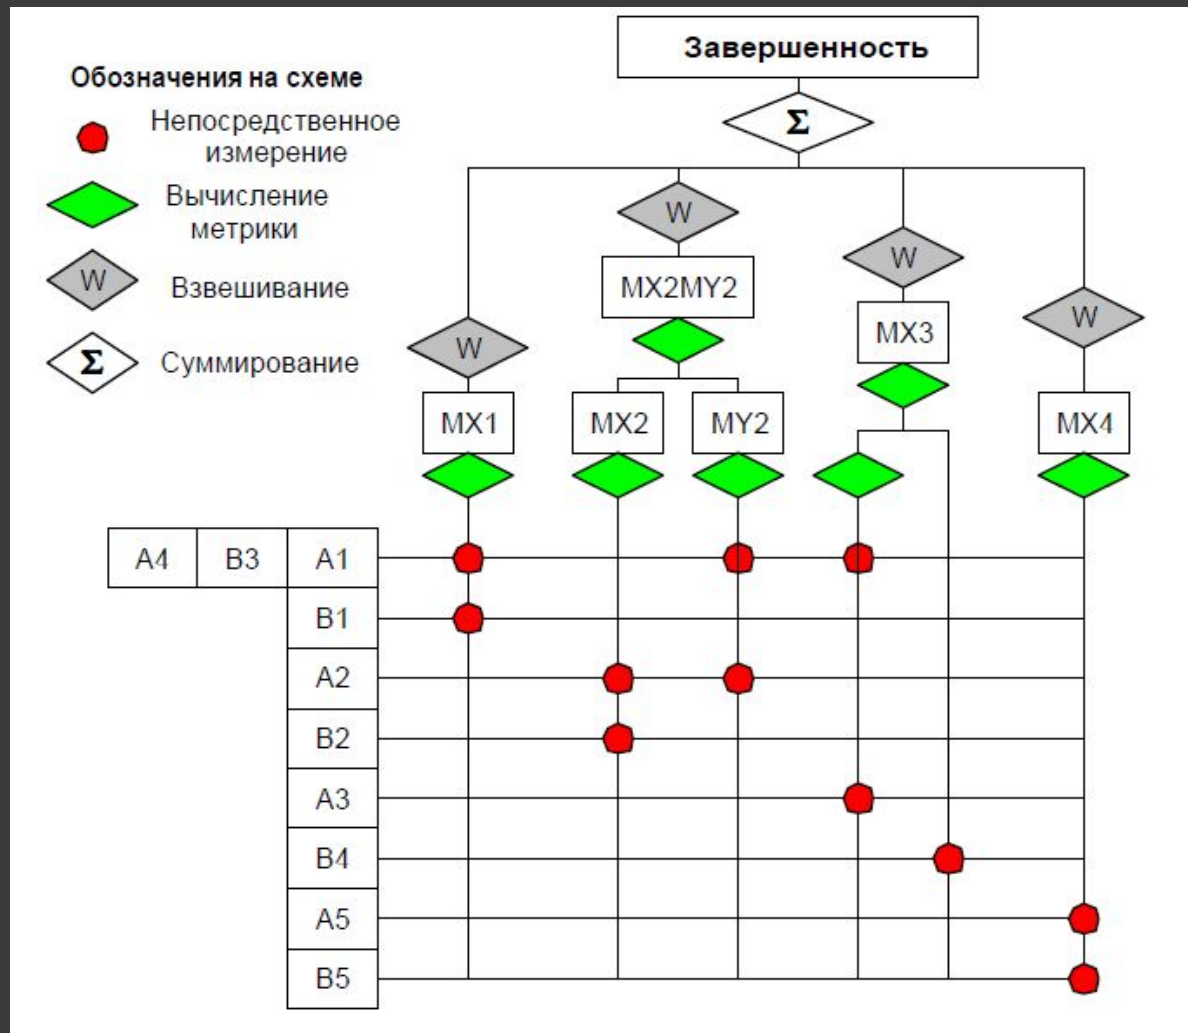 Завершенность
Обозначения на схеме
Непосредственное
измерение
Σ
Вычисление
метрики
W
W
W
Взвешивание
MX2MY2
W
W
MX3
W
Σ
Суммирование
MX1
MX2
MY2
MX4
A4 B3 A1
B1
A2
B2
A3
B4
A5
B5